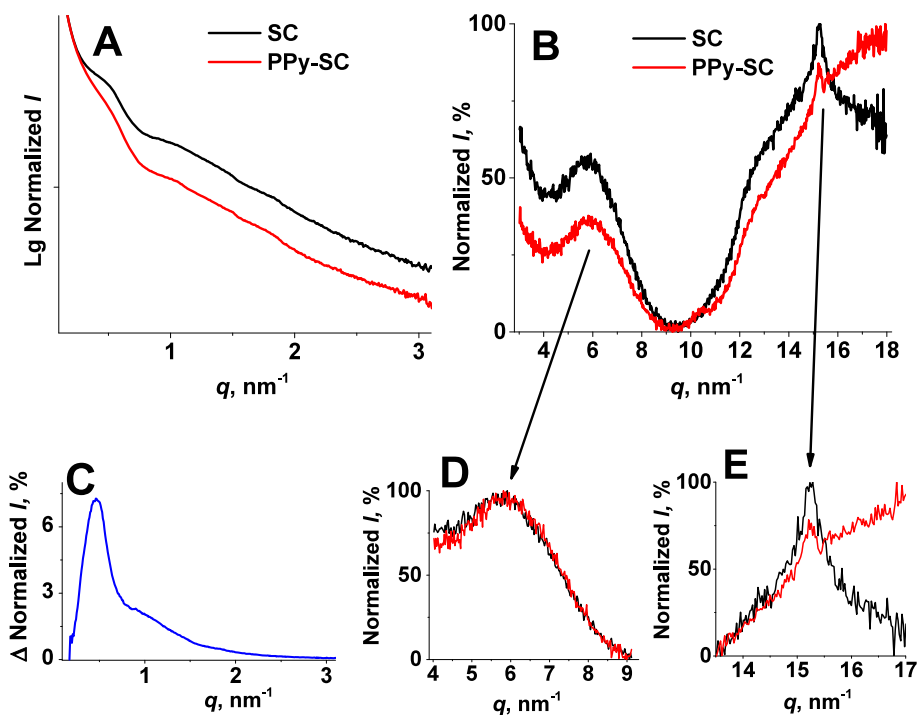 A
SC
PPy-SC
Lg Normalized I
1 2 3
q, nm⁻¹
B
SC
PPy-SC
Normalized I, %
100
50
0
4 6 8 10 12 14 16 18
q, nm⁻¹
C
Δ Normalized I, %
6
3
0
1 2 3
q, nm⁻¹
D
Normalized I, %
100
50
0
4 5 6 7 8 9
q, nm⁻¹
E
Normalized I, %
100
50
0
14 15 16 17
q, nm⁻¹